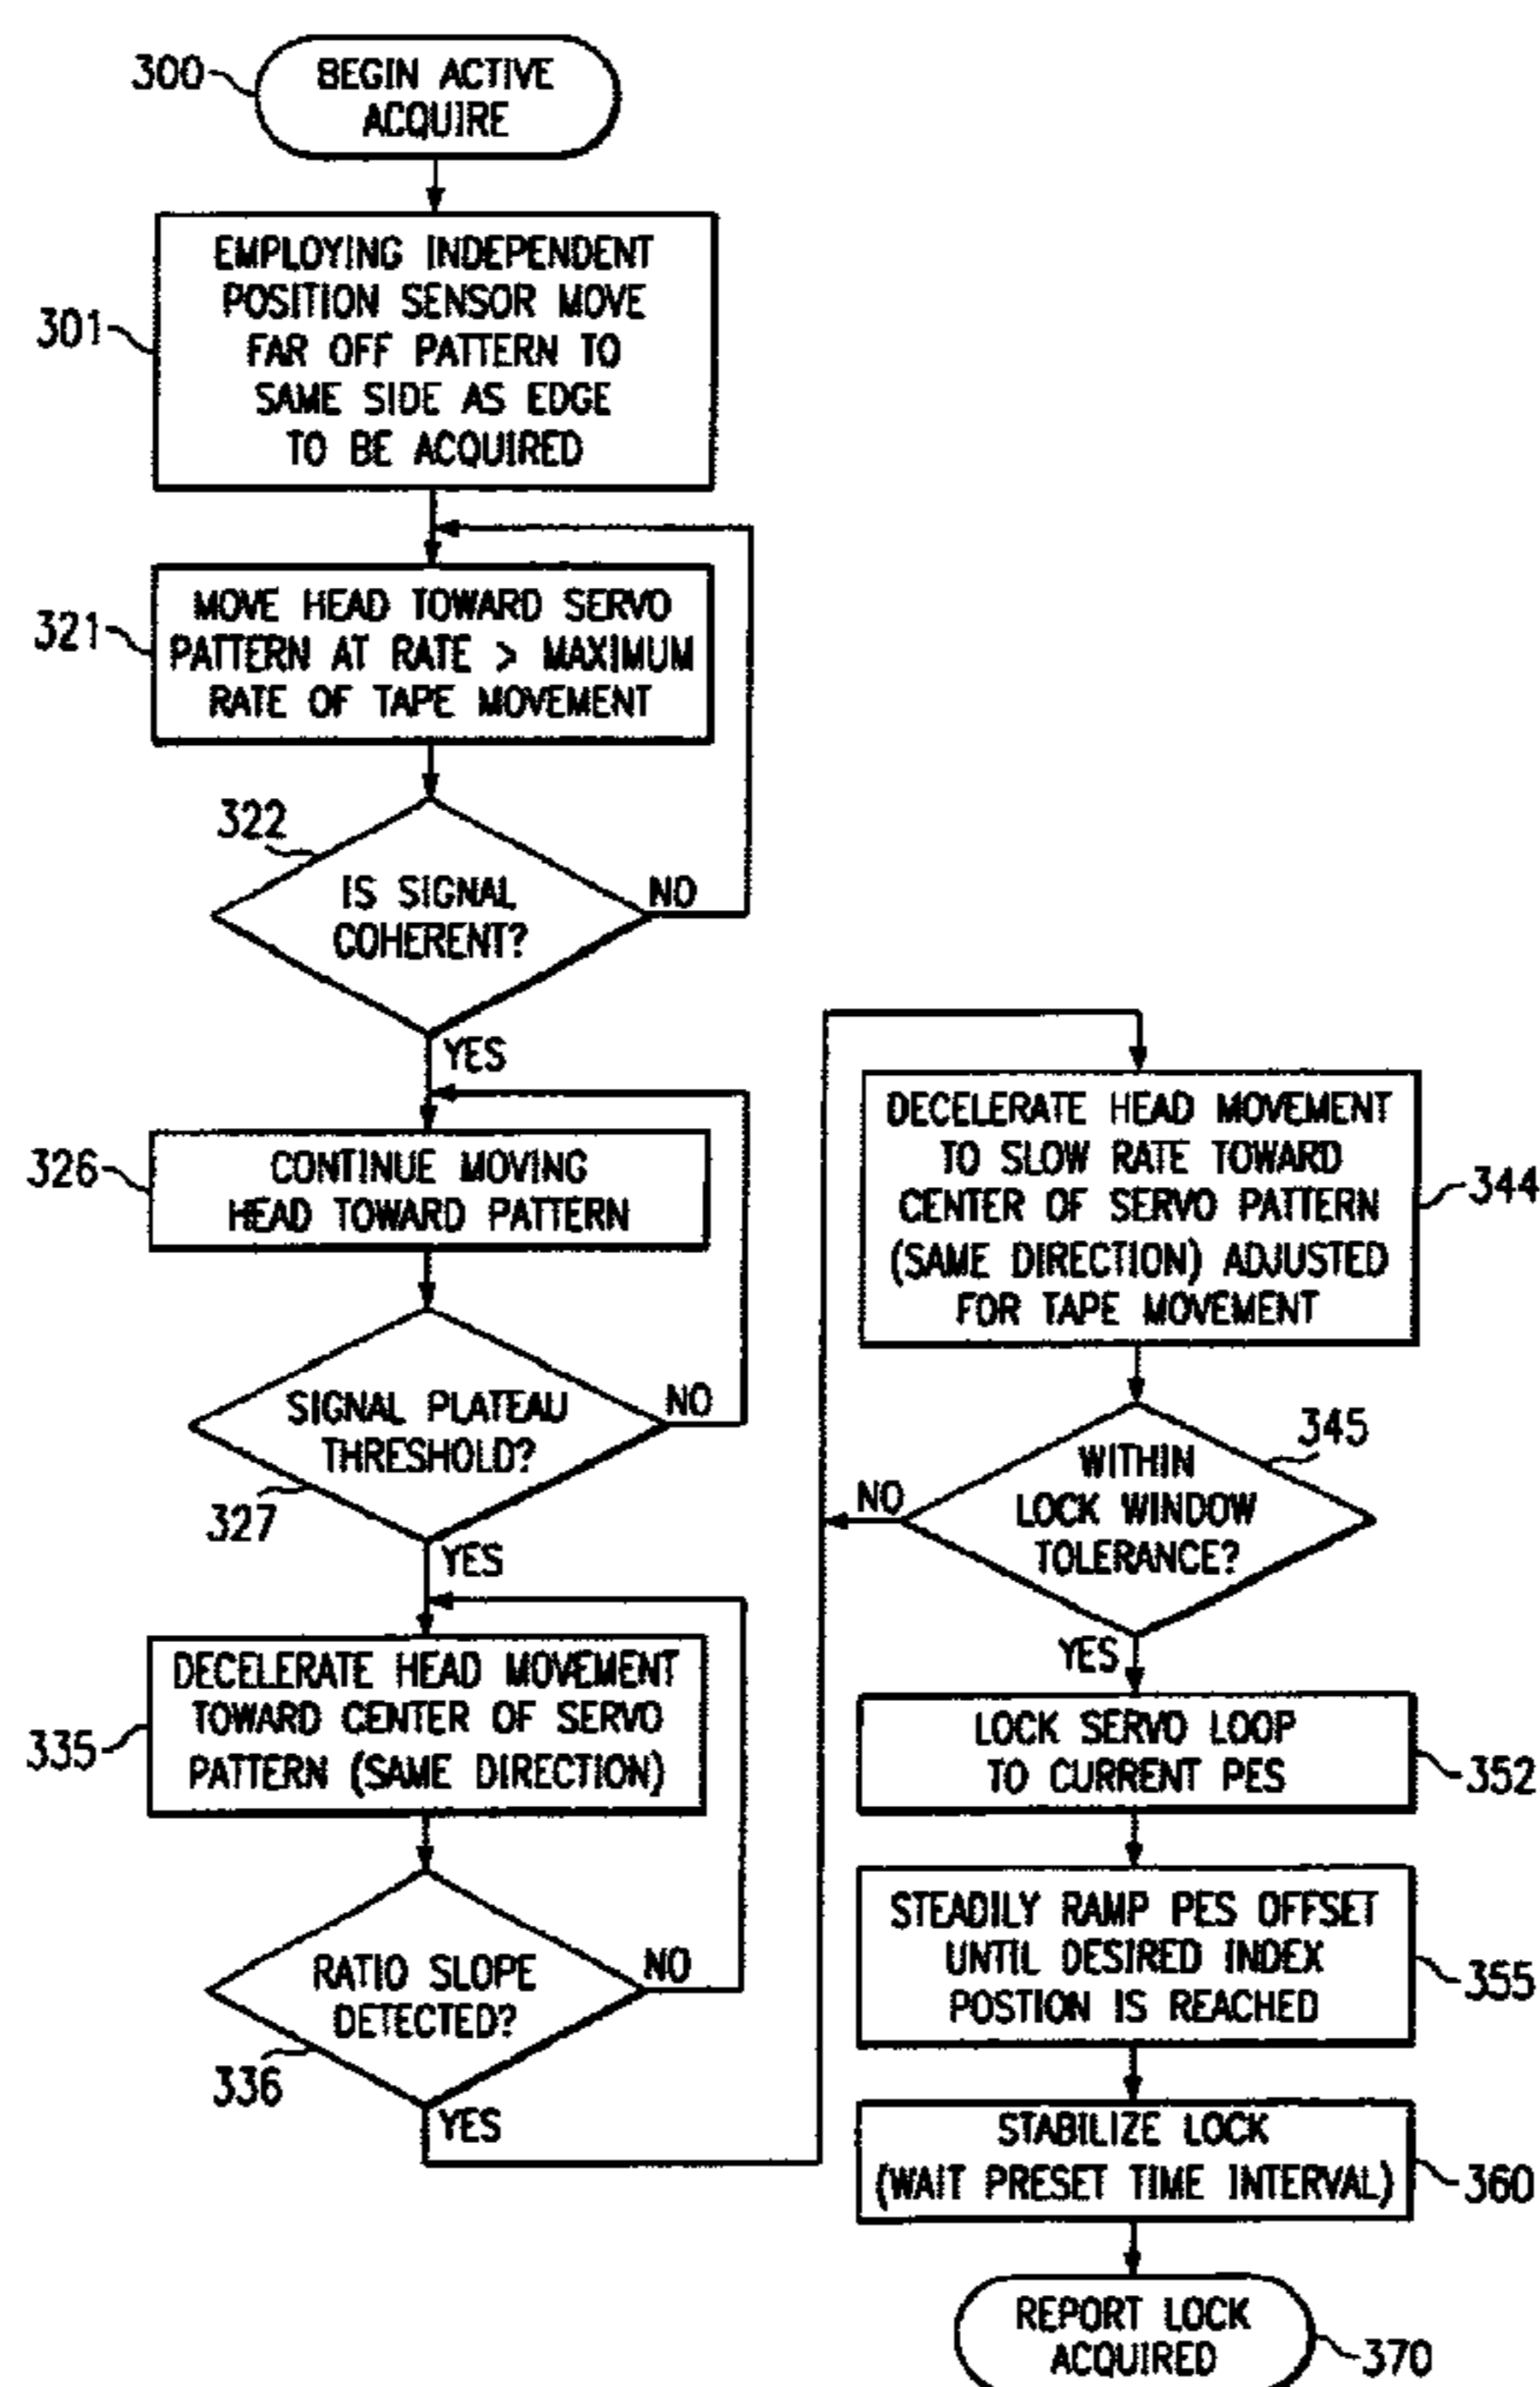 300
BEGIN ACTIVE
ACQUIRE
301
EMPLOYING INDEPENDENT
POSITION SENSOR MOVE
FAR OFF PATTERN TO
SAME SIDE AS EDGE
TO BE ACQUIRED
321
MOVE HEAD TOWARD SERVO
PATTERN AT RATE > MAXIMUM
RATE OF TAPE MOVEMENT
322
IS SIGNAL
COHERENT?
NO
YES
326
CONTINUE MOVING
HEAD TOWARD PATTERN
SIGNAL PLATEAU
THRESHOLD?
NO
327
YES
335
DECELERATE HEAD MOVEMENT
TOWARD CENTER OF SERVO
PATTERN (SAME DIRECTION)
RATIO SLOPE
DETECTED?
NO
336
YES
DECELERATE HEAD MOVEMENT
TO SLOW RATE TOWARD
CENTER OF SERVO PATTERN
(SAME DIRECTION) ADJUSTED
FOR TAPE MOVEMENT
344
345
WITHIN
LOCK WINDOW
TOLERANCE?
NO
YES
LOCK SERVO LOOP
TO CURRENT PES
352
STEADILY RAMP PES OFFSET
UNTIL DESIRED INDEX
POSTION IS REACHED
355
STABILIZE LOCK
(WAIT PRESET TIME INTERVAL)
360
REPORT LOCK
ACQUIRED
370